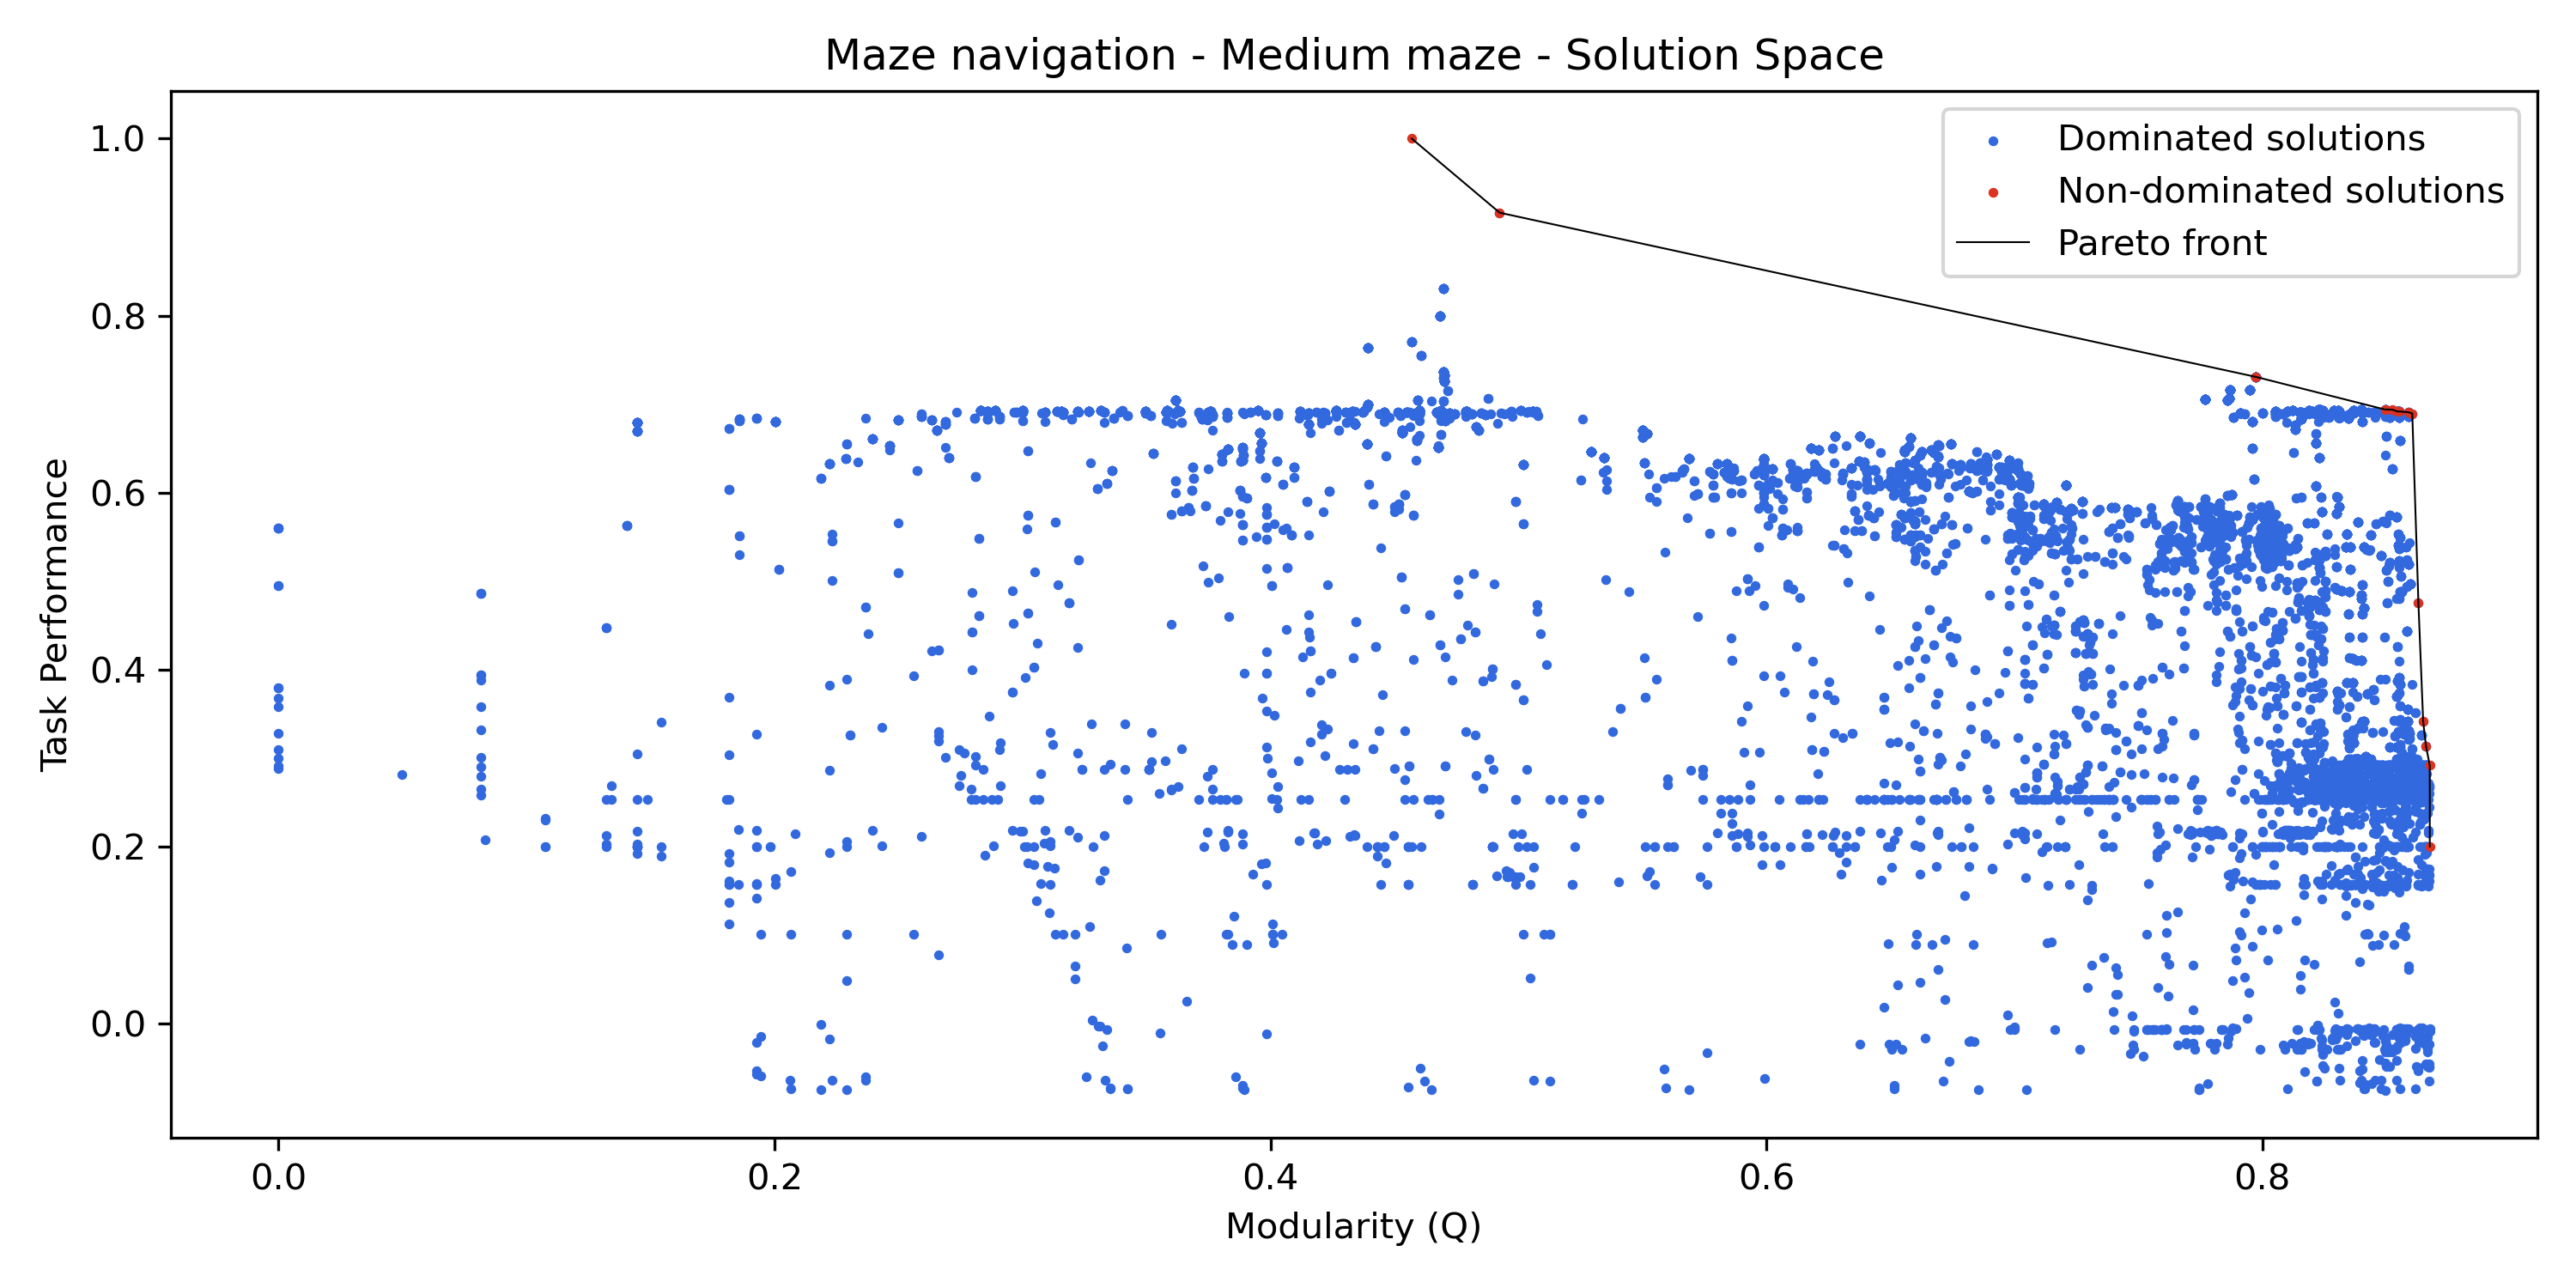 Maze navigation - Medium maze - Solution Space
Dominated solutions
Non-dominated solutions
Pareto front
1.0
0.8
0.6
0.4
0.2
0.0
Task Performance
0.0 0.2 0.4 0.6 0.8
Modularity (Q)